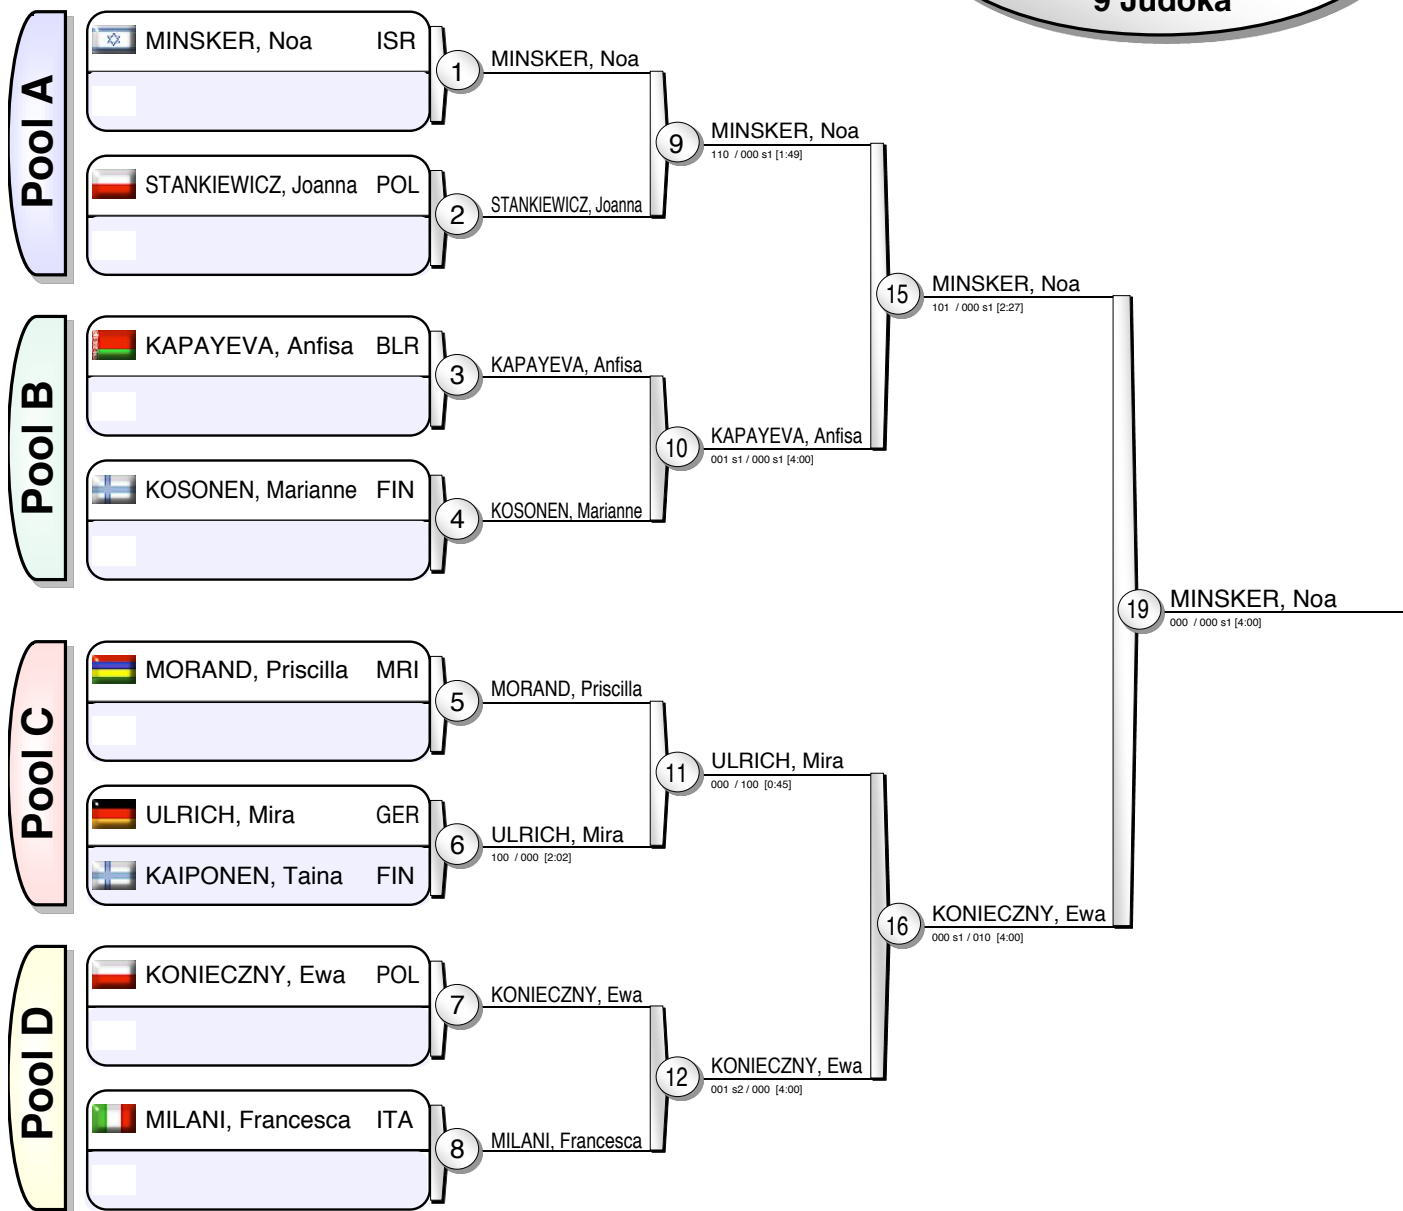 9 Judoka
Pool A
MINSKER, Noa ISR
1
MINSKER, Noa
STANKIEWICZ, Joanna POL
2
STANKIEWICZ, Joanna
9
MINSKER, Noa
110 / 000 s1 [1:49]
Pool B
KAPAYEVA, Anfisa BLR
3
KAPAYEVA, Anfisa
KOSONEN, Marianne FIN
4
KOSONEN, Marianne
10
KAPAYEVA, Anfisa
001 s1 / 000 s1 [4:00]
15
MINSKER, Noa
101 / 000 s1 [2:27]
Pool C
MORAND, Priscilla MRI
5
MORAND, Priscilla
ULRICH, Mira GER
KAIPONEN, Taina FIN
6
ULRICH, Mira
100 / 000 [2:02]
11
ULRICH, Mira
000 / 100 [0:45]
Pool D
KONIECZNY, Ewa POL
7
KONIECZNY, Ewa
MILANI, Francesca ITA
8
MILANI, Francesca
12
KONIECZNY, Ewa
001 s2 / 000 [4:00]
16
KONIECZNY, Ewa
000 s1 / 010 [4:00]
19
MINSKER, Noa
000 / 000 s1 [4:00]